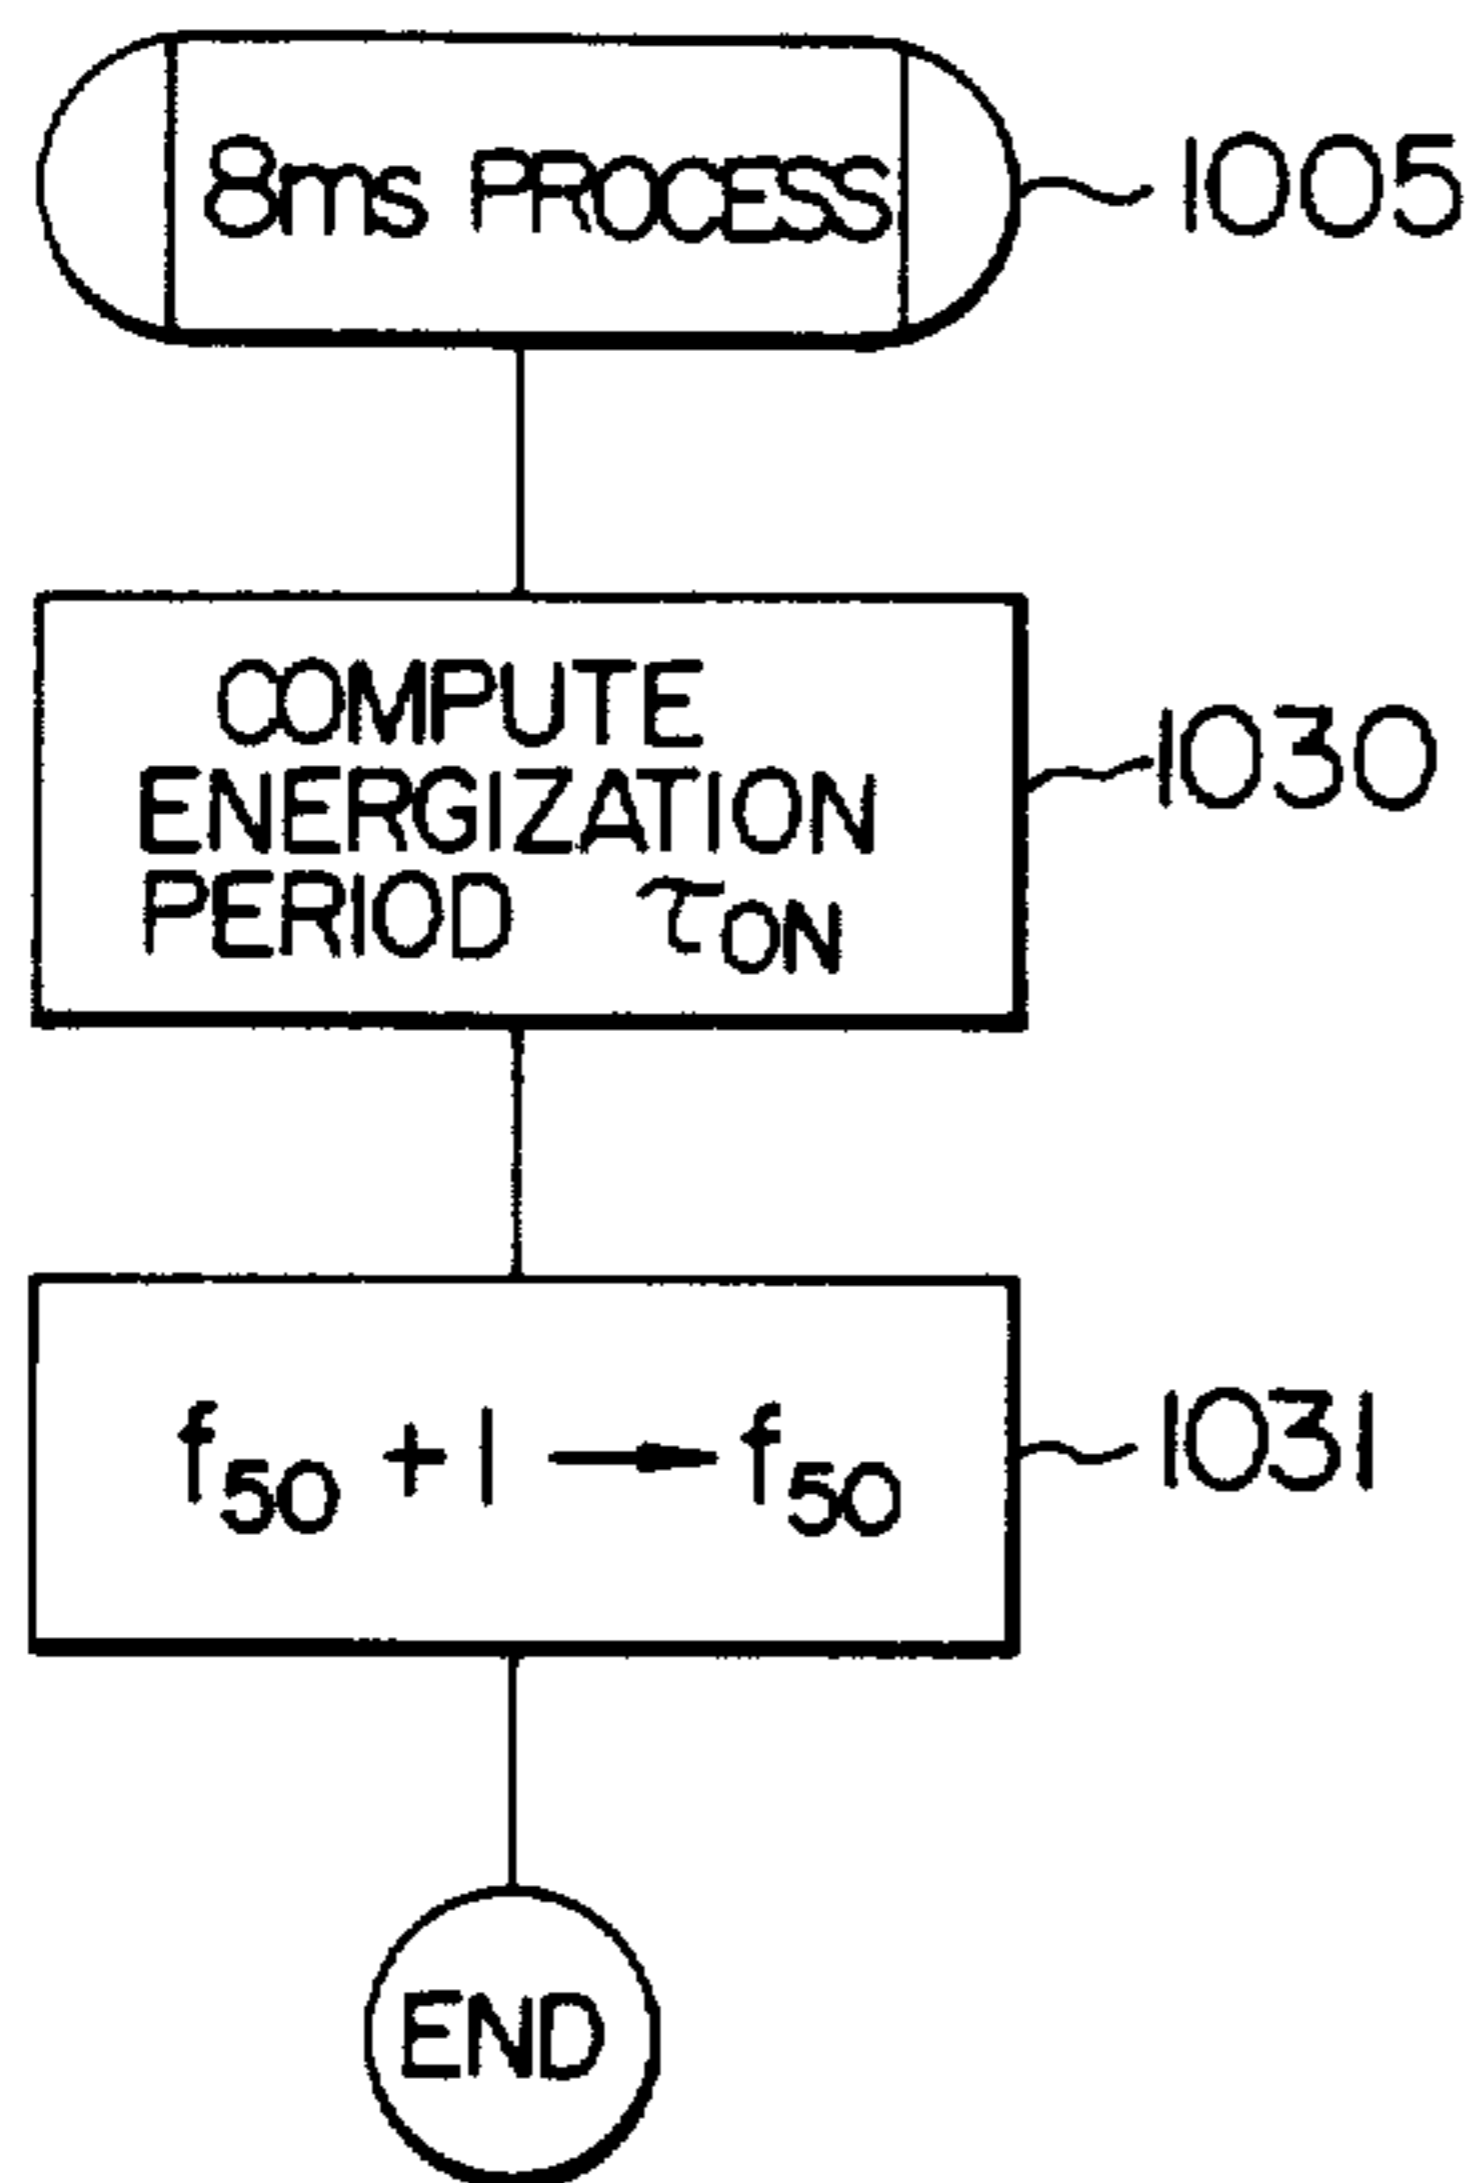 8ms PROCESS
1005
COMPUTE
ENERGIZATION
PERIOD τON
1030
f50 + 1 → f50
1031
END